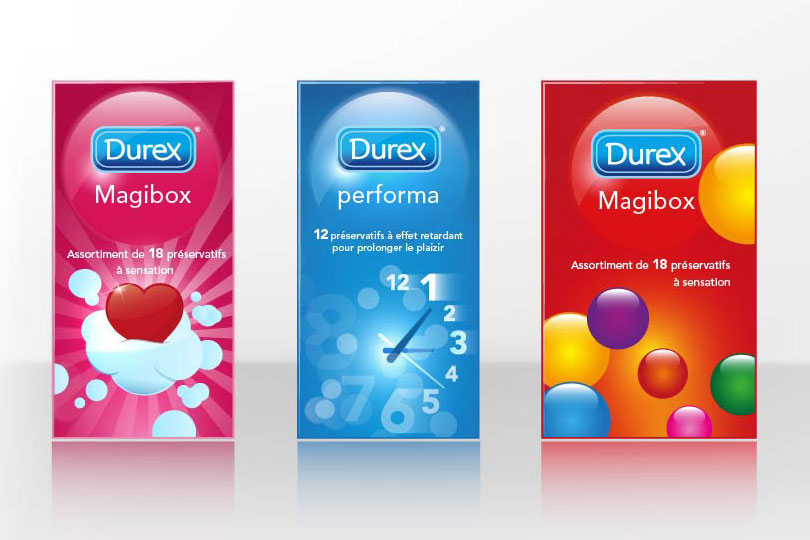 Durex®
Magibox
Assortiment de 18 préservatifs
à sensation
Durex®
performa
12 préservatifs à effet retardant
pour prolonger le plaizir
12 1
2
3
4
5
6
7
Durex®
Magibox
Assortiment de 18 préservatifs
à sensation